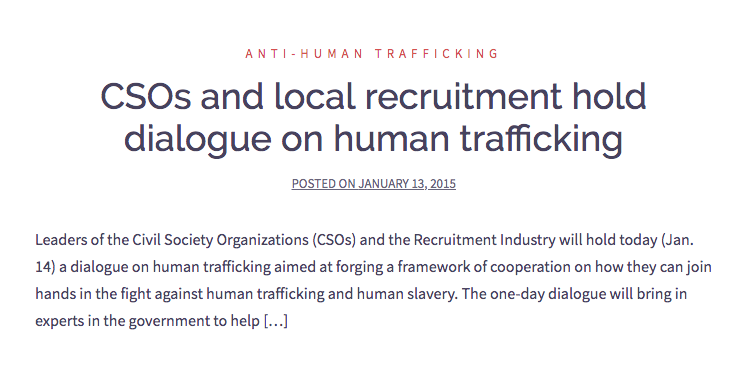 ANTI-HUMAN TRAFFICKING
CSOs and local recruitment hold
dialogue on human trafficking
POSTED ON JANUARY 13, 2015
Leaders of the Civil Society Organizations (CSOs) and the Recruitment Industry will hold today (Jan.
14) a dialogue on human trafficking aimed at forging a framework of cooperation on how they can join
hands in the fight against human trafficking and human slavery. The one-day dialogue will bring in
experts in the government to help […]